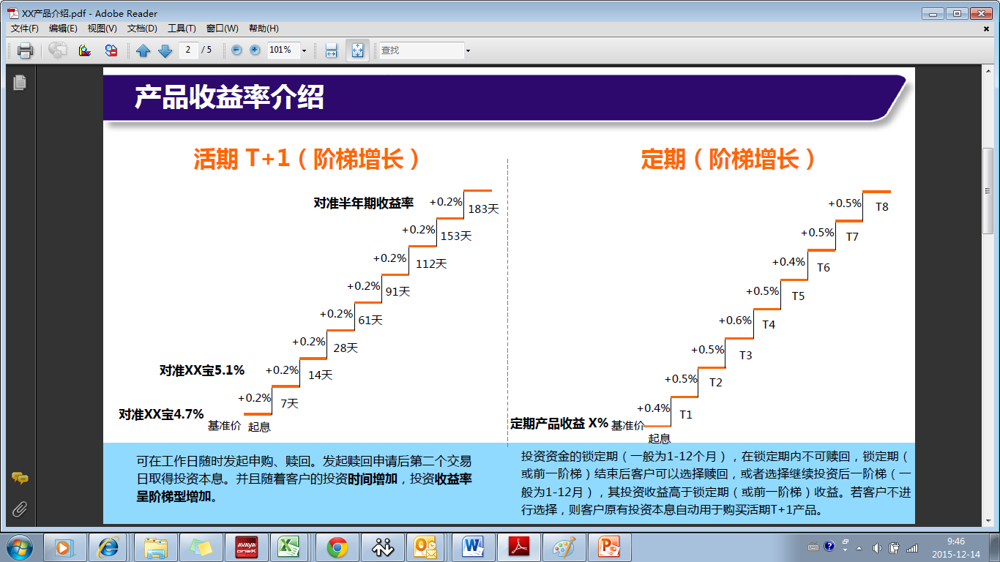 XX产品介绍.pdf - Adobe Reader
文件(F) 编辑(E) 视图(V) 文档(D) 工具(T) 窗口(W) 帮助(H)
2 / 5 101% 查找
产品收益率介绍
活期 T+1（阶梯增长）
对准半年期收益率
+0.2%
183天
+0.2%
153天
+0.2%
112天
+0.2%
91天
+0.2%
61天
+0.2%
28天
对准XX宝5.1%
+0.2%
14天
+0.2%
7天
对准XX宝4.7%
基准价
起息
可在工作日随时发起申购、赎回。发起赎回申请后第二个交易
日取得投资本息。并且随着客户的投资时间增加，投资收益率
呈阶梯型增加。
定期（阶梯增长）
+0.5%
T8
+0.5%
T7
+0.4%
T6
+0.5%
T5
+0.6%
T4
+0.5%
T3
+0.5%
T2
+0.4%
T1
定期产品收益 X%
基准价
起息
投资资金的锁定期（一般为1-12个月），在锁定期内不可赎回，锁定期（
或前一阶梯）结束后客户可以选择赎回，或者选择继续投资后一阶梯（一
般为1-12月），其投资收益高于锁定期（或前一阶梯）收益。若客户不进
行选择，则客户原有投资本息自动用于购买活期T+1产品。
AVAYA
one-X
9:46
2015-12-14